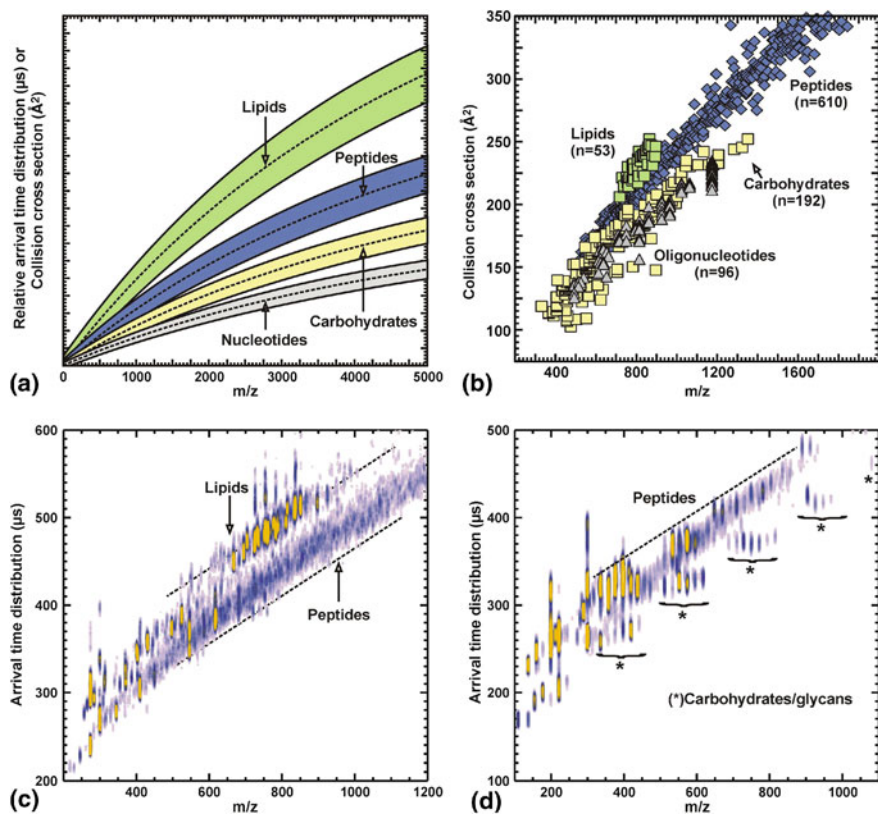 Relative arrival time distribution (µs) or
Collision cross section (Å²)
Lipids
Peptides
Nucleotides
Carbohydrates
0 1000 2000 3000 4000 5000
m/z
(a)
350
300
250
200
150
100
Collision cross section (Å²)
Peptides
(n=610)
Lipids
(n=53)
Carbohydrates
(n=192)
Oligonucleotides
(n=96)
400 800 1200 1600
m/z
(b)
600
500
400
300
200
Arrival time distribution (µs)
Lipids
Peptides
400 600 800 1000 1200
m/z
(c)
500
400
300
200
100
Arrival time distribution (µs)
Peptides
*
*
*
*
*
(*)Carbohydrates/glycans
200 400 600 800 1000
m/z
(d)